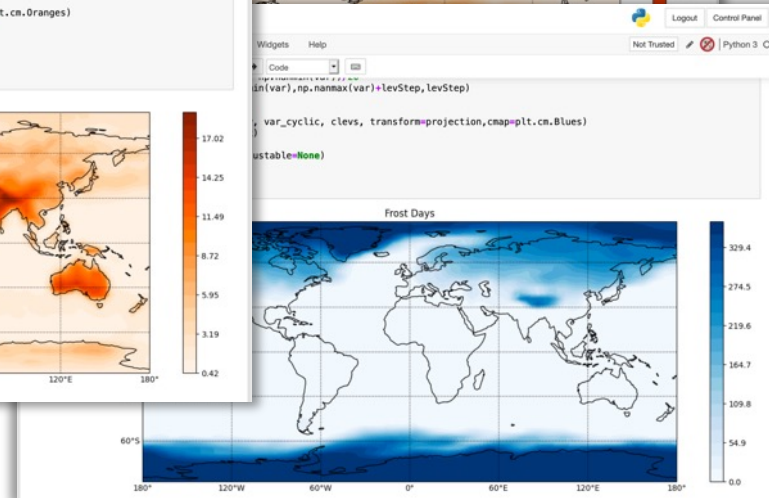 t.cm.Oranges)
17.02
14.25
11.49
8.72
5.95
3.19
0.42
120°E 180°
Logout Control Panel
Widgets Help
Not Trusted Python 3
Code
in(var),np.nanmax(var)+levStep,levStep)
, var_cyclic, clevs, transform=projection,cmap=plt.cm.Blues)
)
ustable=None)
Frost Days
329.4
274.5
219.6
164.7
109.8
54.9
0.0
60°S
180° 120°W 60°W 0° 60°E 120°E 180°